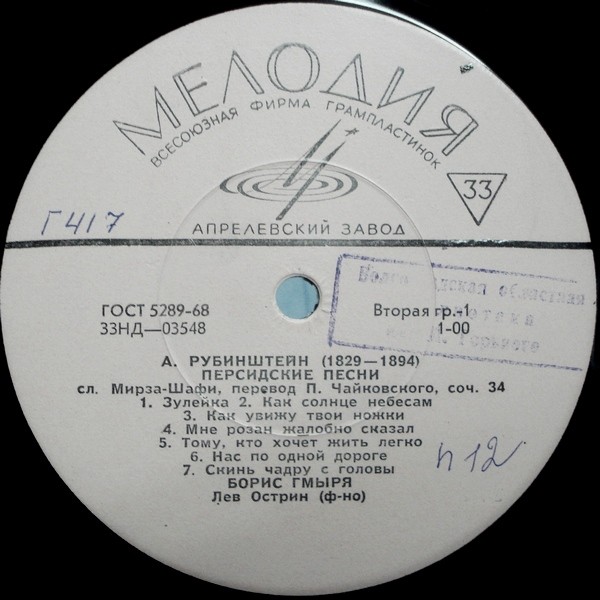 МЕЛОДИЯ
ВСЕСОЮЗНАЯ ФИРМА ГРАМПЛАСТИНОК
33
АПРЕЛЕВСКИЙ ЗАВОД
Г417
областная
Горького
ГОСТ 5289-68
33НД—03548
Вторая гр.-1
1-00
А. РУБИНШТЕЙН (1829—1894)
ПЕРСИДСКИЕ ПЕСНИ
сл. Мирза-Шафи, перевод П. Чайковского, соч. 34
1. Зулейка 2. Как солнце небесам
3. Как увижу твои ножки
4. Мне розан жалобно сказал
5. Тому, кто хочет жить легко
6. Нас по одной дороге
7. Скинь чадру с головы
БОРИС ГМЫРЯ
Лев Острин (ф-но)
п 12